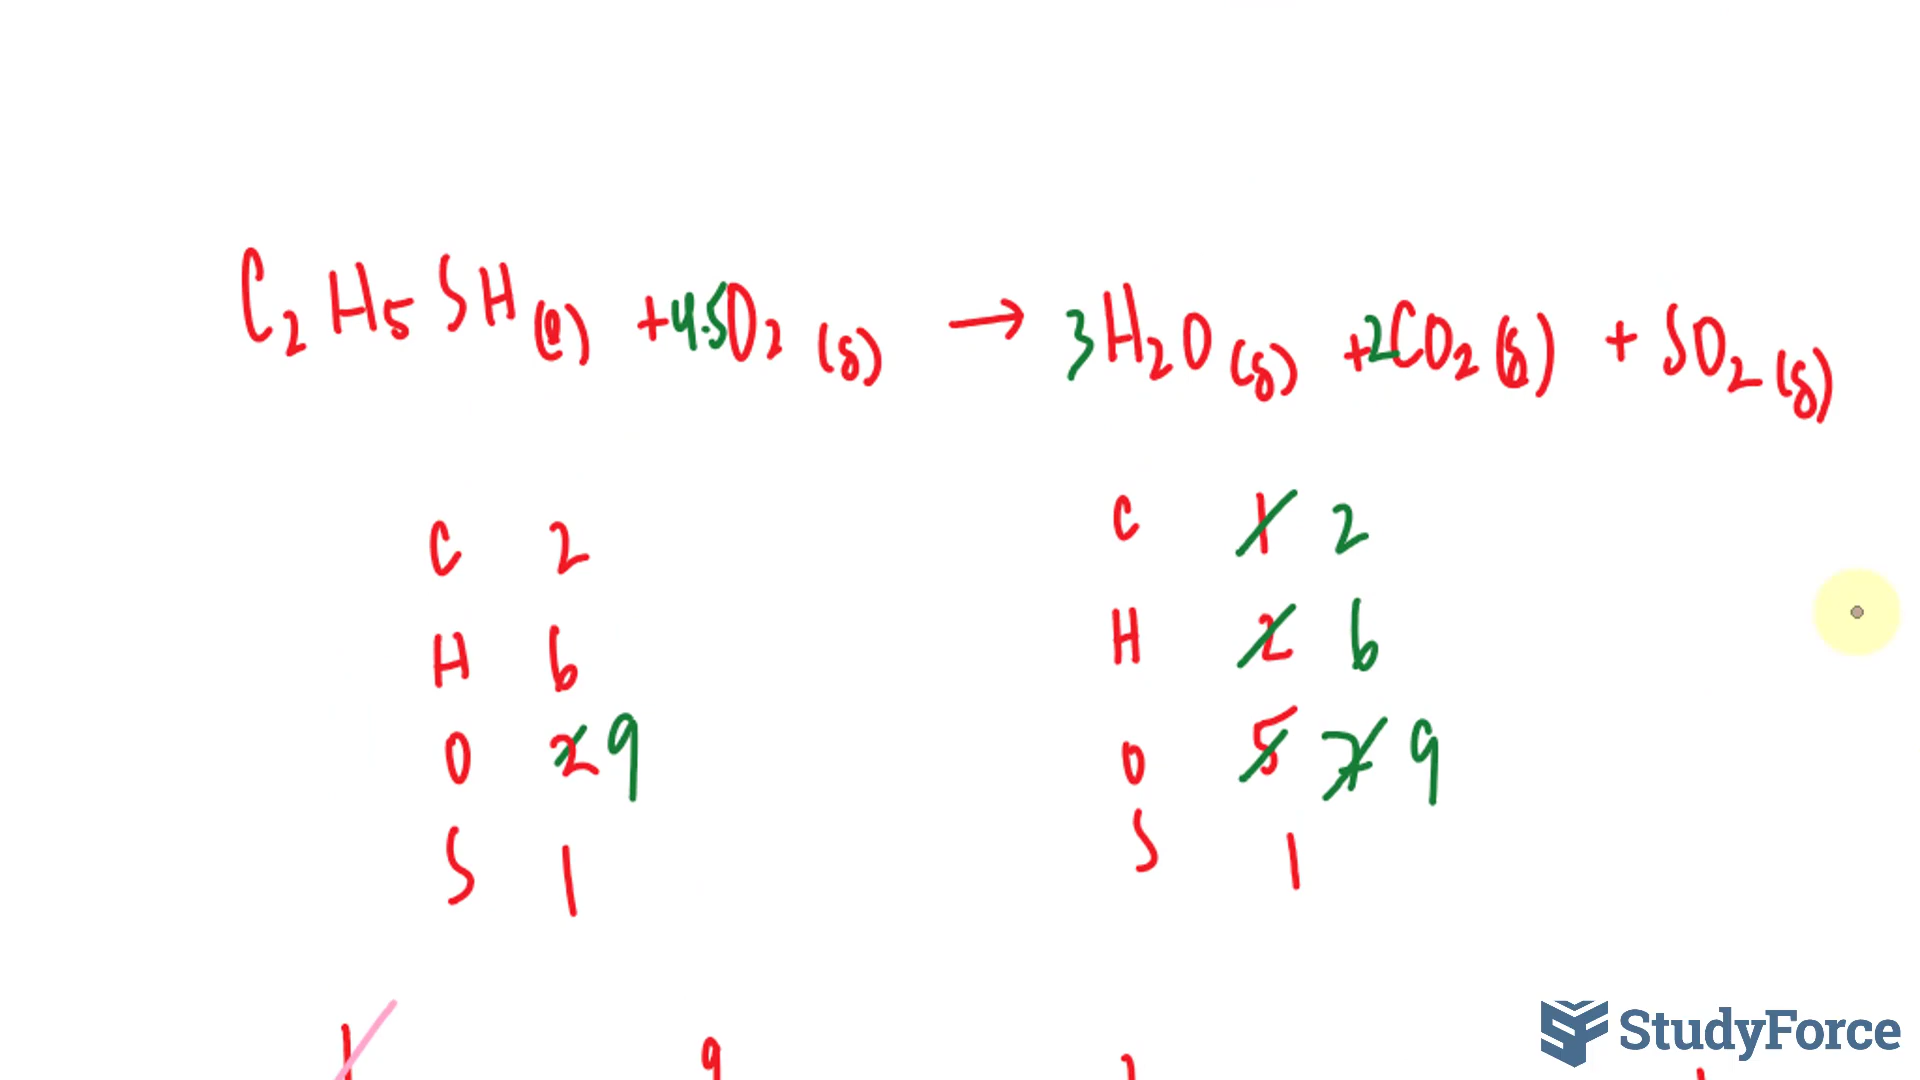 C₂H₅SH(l) + 4.5O₂(g) → 3H₂O(g) + 2CO₂(g) + SO₂(g)
C 2 C 1 2
H 6 H 2 6
O 2 9 O 5 7 9
S 1 S 1
9
StudyForce